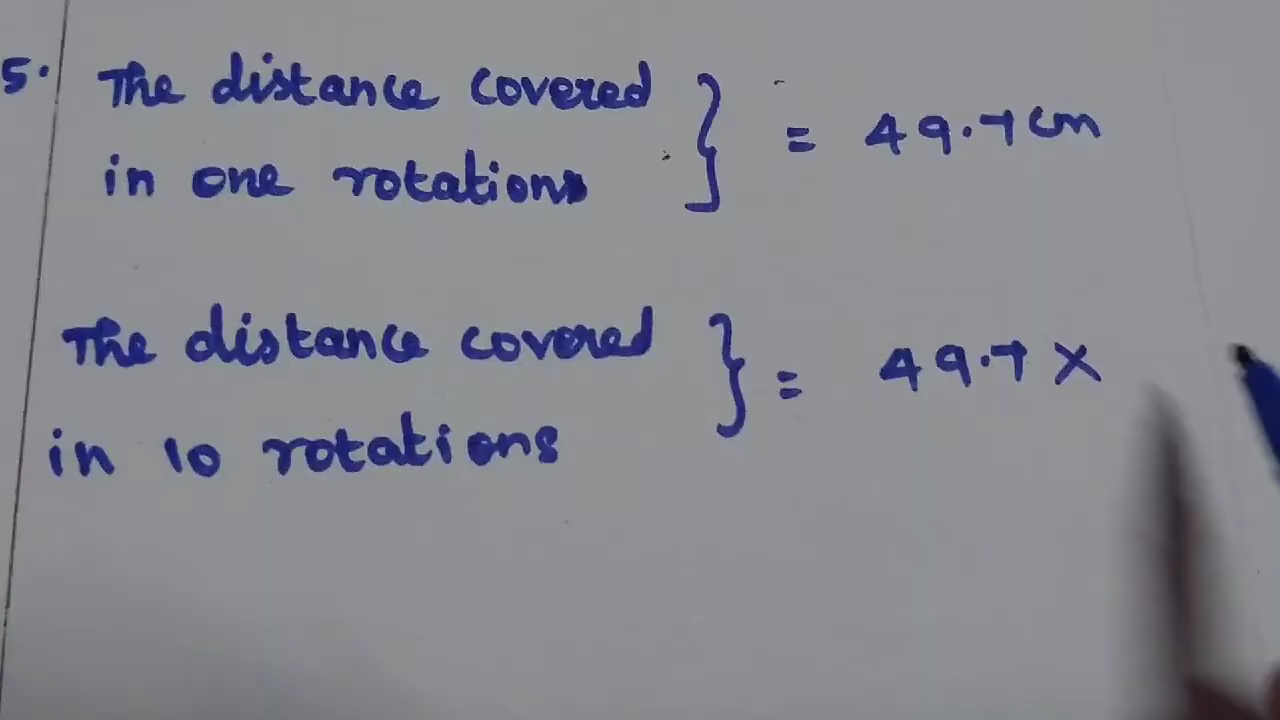 5. The distance covered
in one rotations
} = 49.7 cm
The distance covered
in 10 rotations
} = 49.7 X